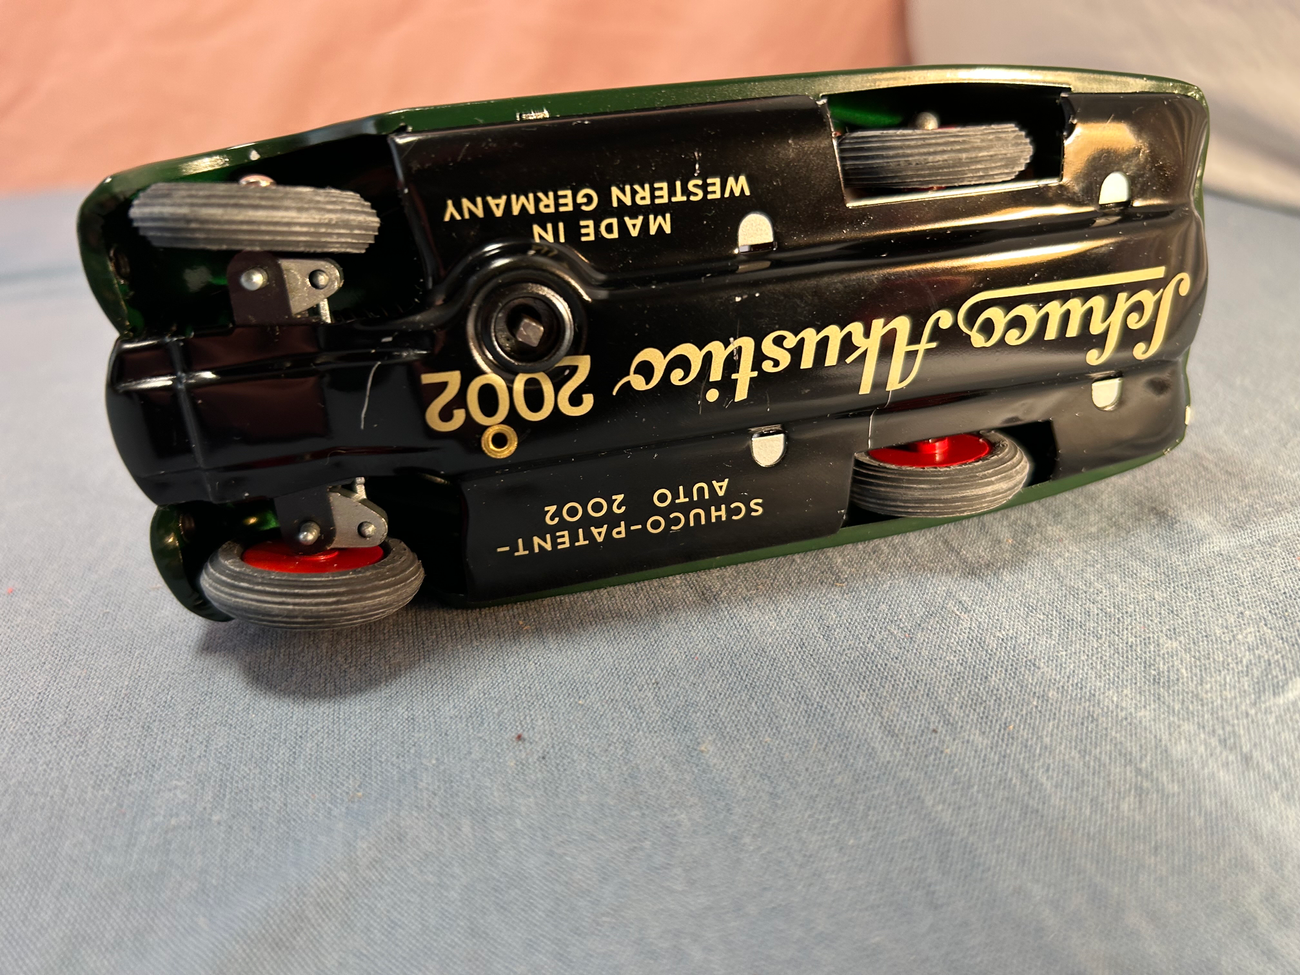 SCHUCO-PATENT-
AUTO 2002
Schuco Akustico 2002
MADE IN
WESTERN GERMANY